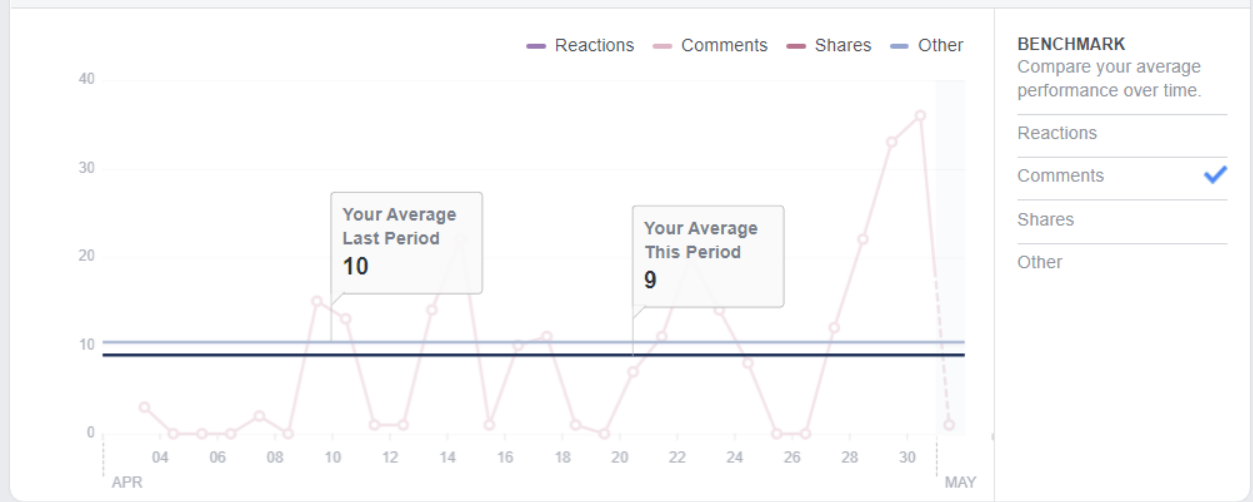 Reactions Comments Shares Other
40
30
20
10
0
Your Average
Last Period
10
Your Average
This Period
9
04 06 08 10 12 14 16 18 20 22 24 26 28 30
APR MAY
BENCHMARK
Compare your average
performance over time.
Reactions
Comments
Shares
Other